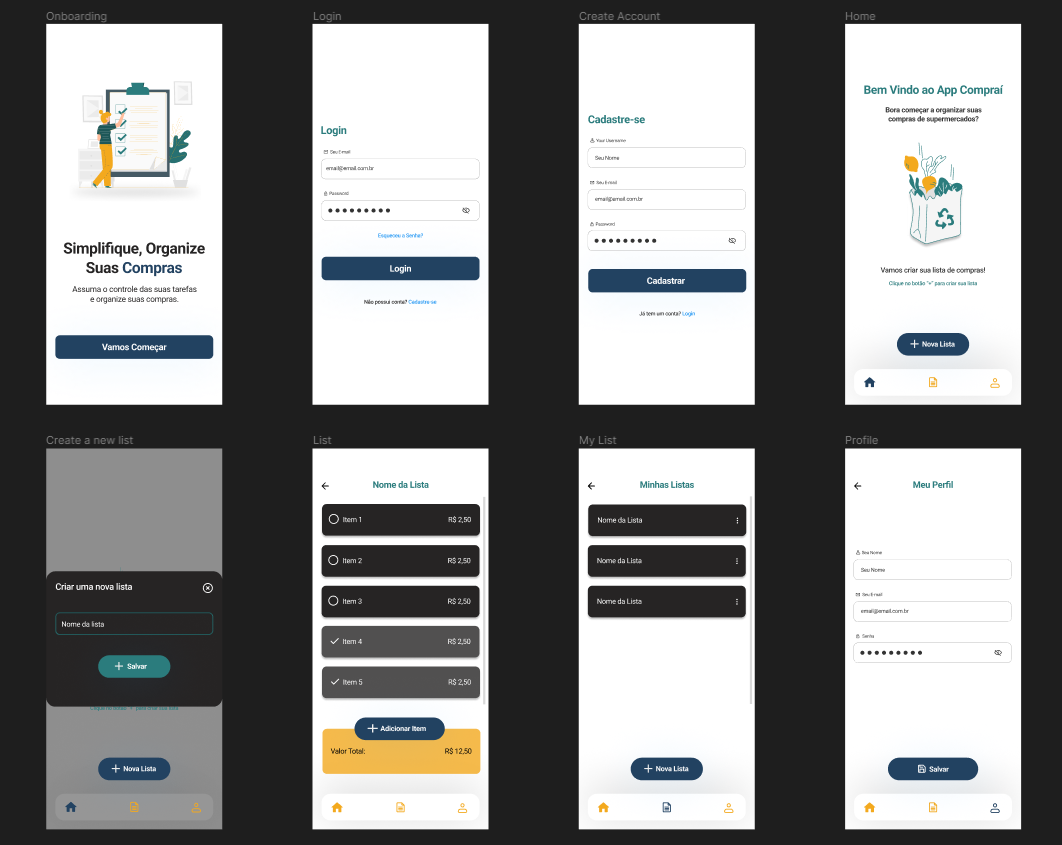 Onboarding
Simplifique, Organize
Suas Compras
Assuma o controle das suas tarefas
e organize suas compras.
Vamos Começar
Login
Login
Seu E-mail
email@email.com.br
Password
Esqueceu a Senha?
Login
Não possui conta? Cadastre-se
Create Account
Cadastre-se
Your Username
Seu Nome
Seu E-mail
email@email.com.br
Password
Cadastrar
Já tem um conta? Login
Home
Bem Vindo ao App Compraí
Bora começar a organizar suas
compras de supermercados?
Vamos criar sua lista de compras!
Clique no botão "+" para criar sua lista
Nova Lista
Create a new list
Criar uma nova lista
Nome da lista
Salvar
Clique no botão "+" para criar sua lista
Nova Lista
List
Nome da Lista
Item 1 R$ 2,50
Item 2 R$ 2,50
Item 3 R$ 2,50
Item 4 R$ 2,50
Item 5 R$ 2,50
Adicionar Item
Valor Total: R$ 12,50
My List
Minhas Listas
Nome da Lista
Nome da Lista
Nome da Lista
Nova Lista
Profile
Meu Perfil
Seu Nome
Seu Nome
Seu E-mail
email@email.com.br
Senha
Salvar